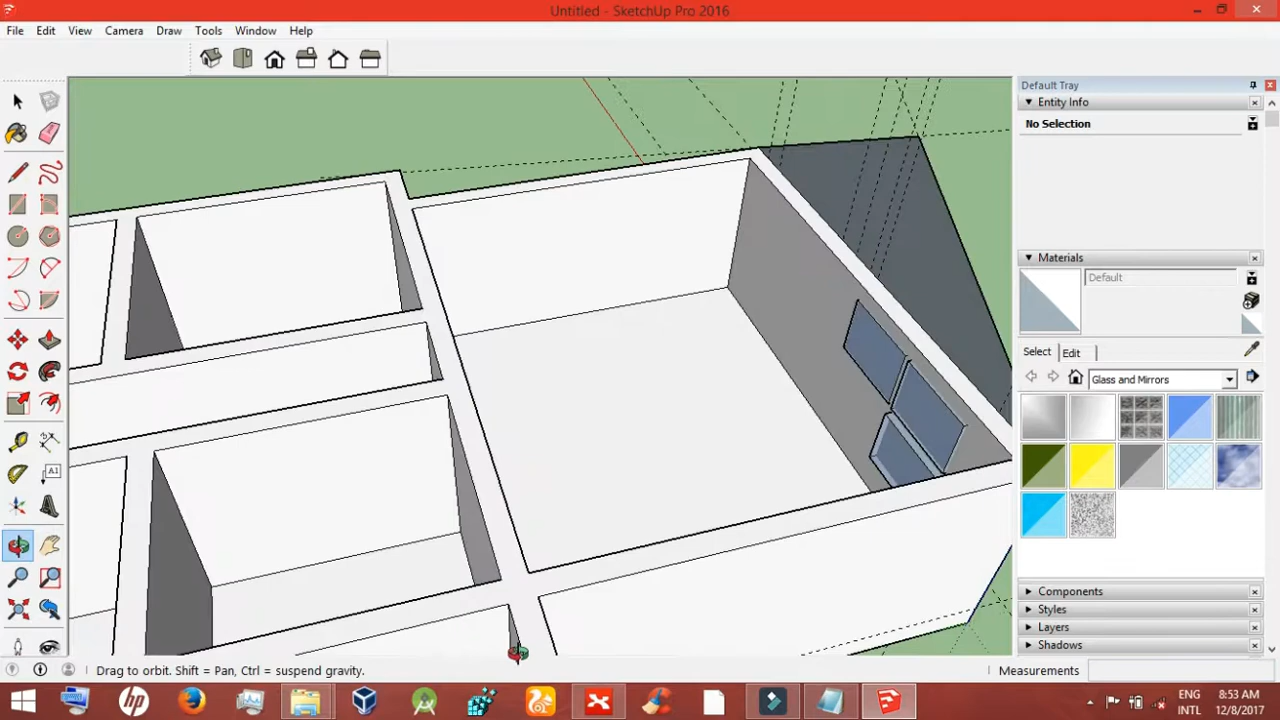 Untitled - SketchUp Pro 2016
File Edit View Camera Draw Tools Window Help
Default Tray
Entity Info
No Selection
Materials
Default
Select Edit
Glass and Mirrors
Components
Styles
Layers
Shadows
A1
Drag to orbit. Shift = Pan, Ctrl = suspend gravity.
Measurements
hp
ENG
INTL
8:53 AM
12/8/2017